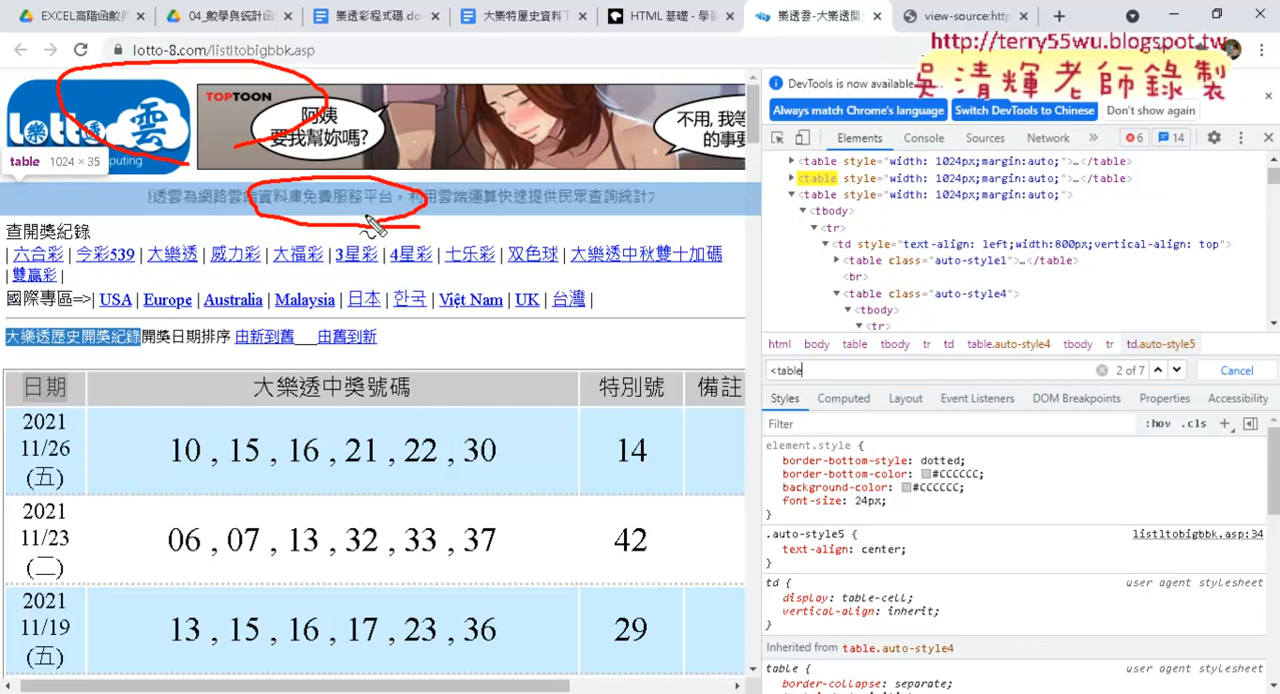 EXCEL高階函數與
04_數學與統計函
樂透彩程式碼.do
大樂特歷史資料下
HTML 基礎 - 學習
樂透雲-大樂透開
view-source:http
lotto-8.com/listltobigbbk.asp
http://terry55wu.blogspot.tw
吳清輝老師錄製
DevTools is now available
Always match Chrome's language
Switch DevTools to Chinese
Don't show again
Elements
Console
Sources
Network
6
14
TOPTOON
阿姨
要我幫妳嗎?
不用, 我等
的事要
樂
雲
puting
table 1024 × 35
透雲為網路雲端資料庫免費服務平台，利用雲端運算快速提供民眾查詢統計7
查開獎紀錄
| 六合彩 | 今彩539 | 大樂透 | 威力彩 | 大福彩 | 3星彩 | 4星彩 | 七乐彩 | 双色球 | 大樂透中秋雙十加碼
| 雙贏彩 |
國際專區=>| USA | Europe | Australia | Malaysia | 日本 | 한국 | Việt Nam | UK | 台灣 |
大樂透歷史開獎紀錄開獎日期排序 由新到舊___由舊到新
日期 大樂透中獎號碼 特別號 備註
2021
11/26
(五)
10 , 15 , 16 , 21 , 22 , 30
14
2021
11/23
(二)
06 , 07 , 13 , 32 , 33 , 37
42
2021
11/19
(五)
13 , 15 , 16 , 17 , 23 , 36
29
<table style="width: 1024px;margin:auto;">…</table>
<table style="width: 1024px;margin:auto;">…</table>
<table style="width: 1024px;margin:auto;">
<tbody>
<tr>
<td style="text-align: left;width:800px;vertical-align: top">
<table class="auto-style1">…</table>
<br>
<table class="auto-style4">
<tbody>
<tr>
html body table tbody tr td table.auto-style4 tbody tr td.auto-style5
<table
2 of 7
Cancel
Styles Computed Layout Event Listeners DOM Breakpoints Properties Accessibility
Filter
:hov .cls
element.style {
border-bottom-style: dotted;
border-bottom-color: #CCCCCC;
background-color: #CCCCCC;
font-size: 24px;
}
.auto-style5 { listltobigbbk.asp:34
text-align: center;
}
td { user agent stylesheet
display: table-cell;
vertical-align: inherit;
}
Inherited from table.auto-style4
table { user agent stylesheet
border-collapse: separate;